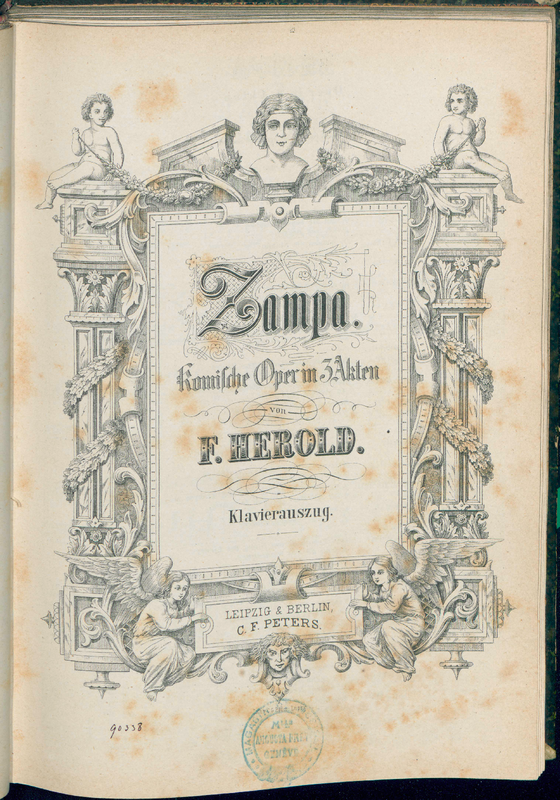 Zampa.
Komische Oper in 3 Akten
von
F. HEROLD.
Klavierauszug.
LEIPZIG & BERLIN,
C. F. PETERS.
90338